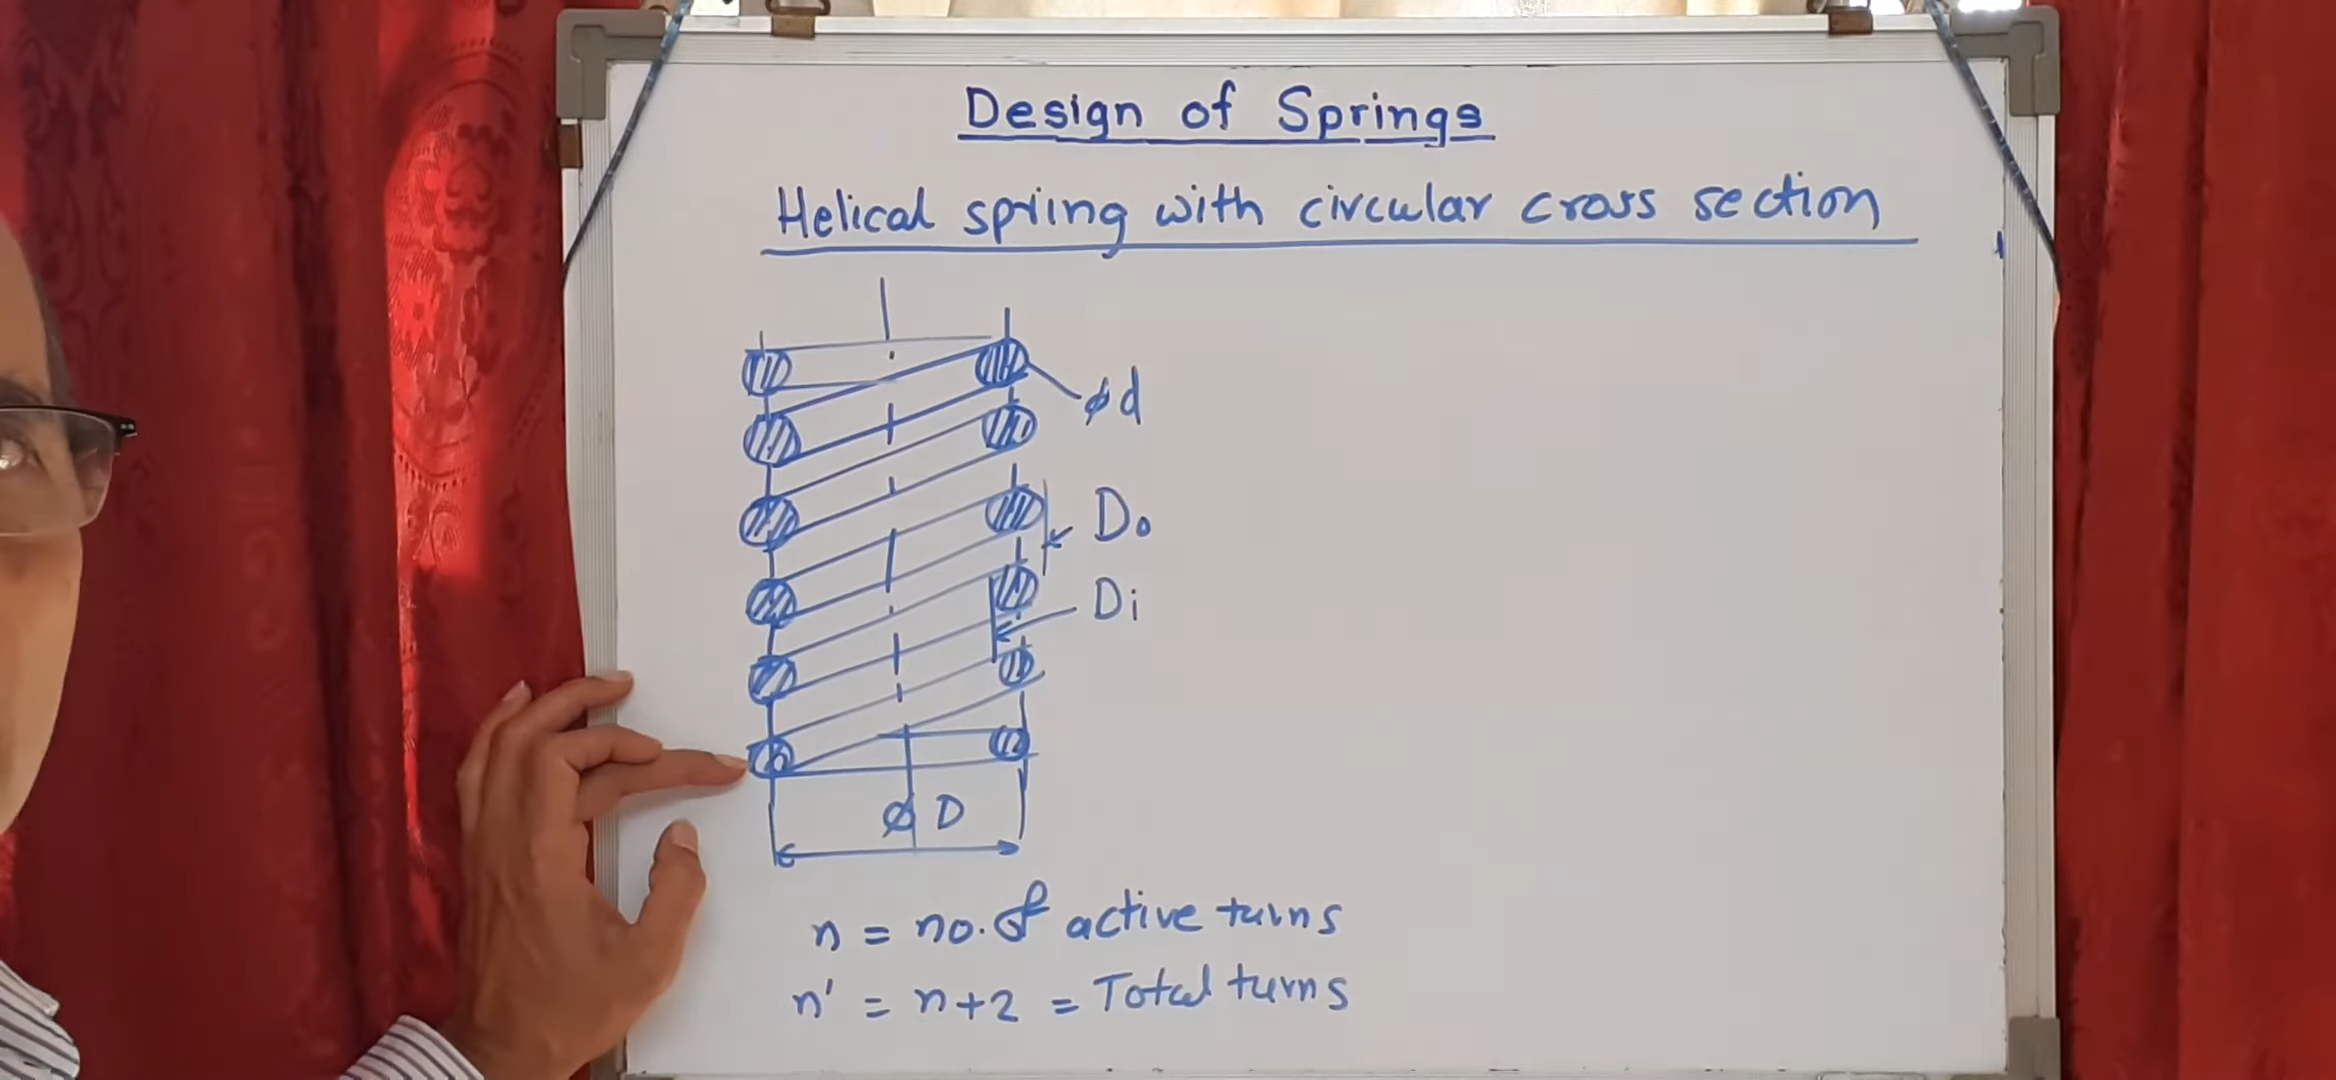 Design of Springs
Helical spring with circular cross section
ϕd
Do
Di
ϕ D
n = no. of active turns
n' = n+2 = Total turns